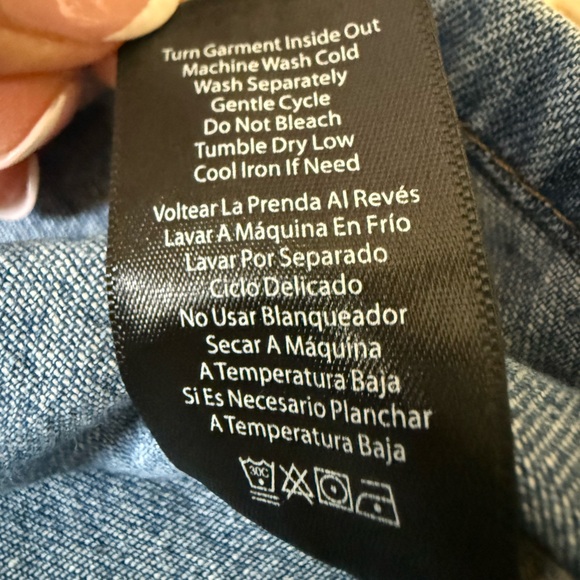 Turn Garment Inside Out
Machine Wash Cold
Wash Separately
Gentle Cycle
Do Not Bleach
Tumble Dry Low
Cool Iron If Need
Voltear La Prenda Al Revés
Lavar A Máquina En Frío
Lavar Por Separado
Ciclo Delicado
No Usar Blanqueador
Secar A Máquina
A Temperatura Baja
Si Es Necesario Planchar
A Temperatura Baja
30C